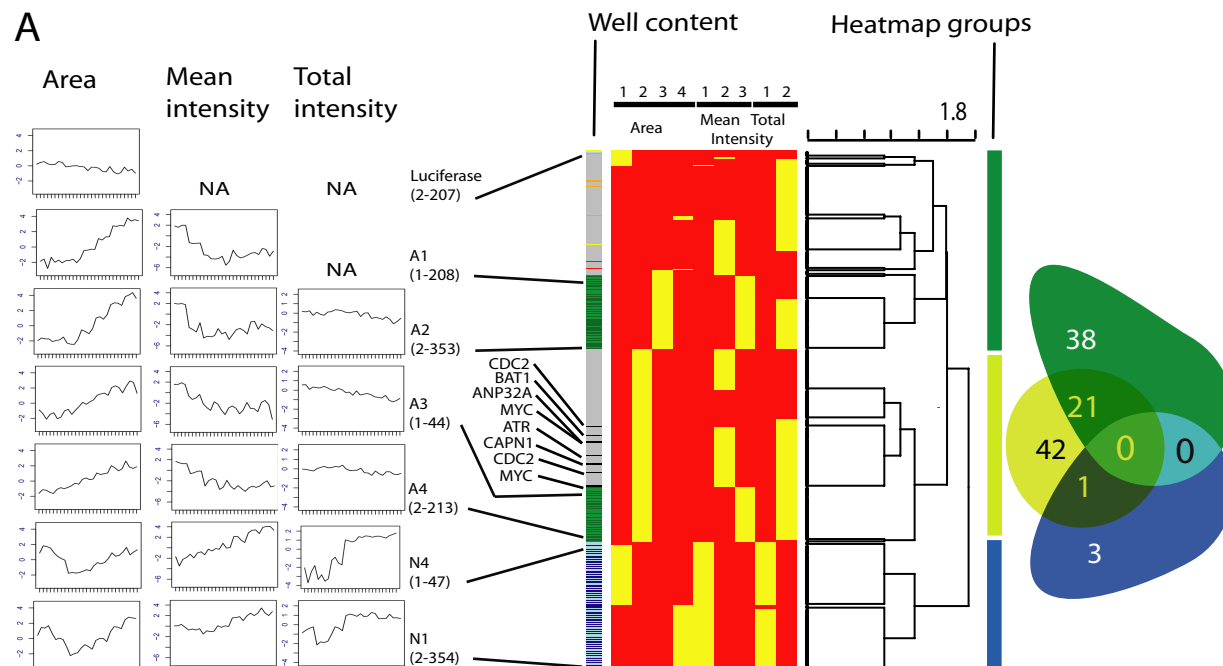 A
Well content
Heatmap groups
Area
Mean
intensity
Total
intensity
1 2 3 4 1 2 3 1 2
Area
Mean Total
Intensity
1.8
NA
NA
NA
Luciferase
(2-207)
A1
(1-208)
A2
(2-353)
A3
(1-44)
A4
(2-213)
N4
(1-47)
N1
(2-354)
CDC2
BAT1
ANP32A
MYC
ATR
CAPN1
CDC2
MYC
38
21
42
0
0
1
3